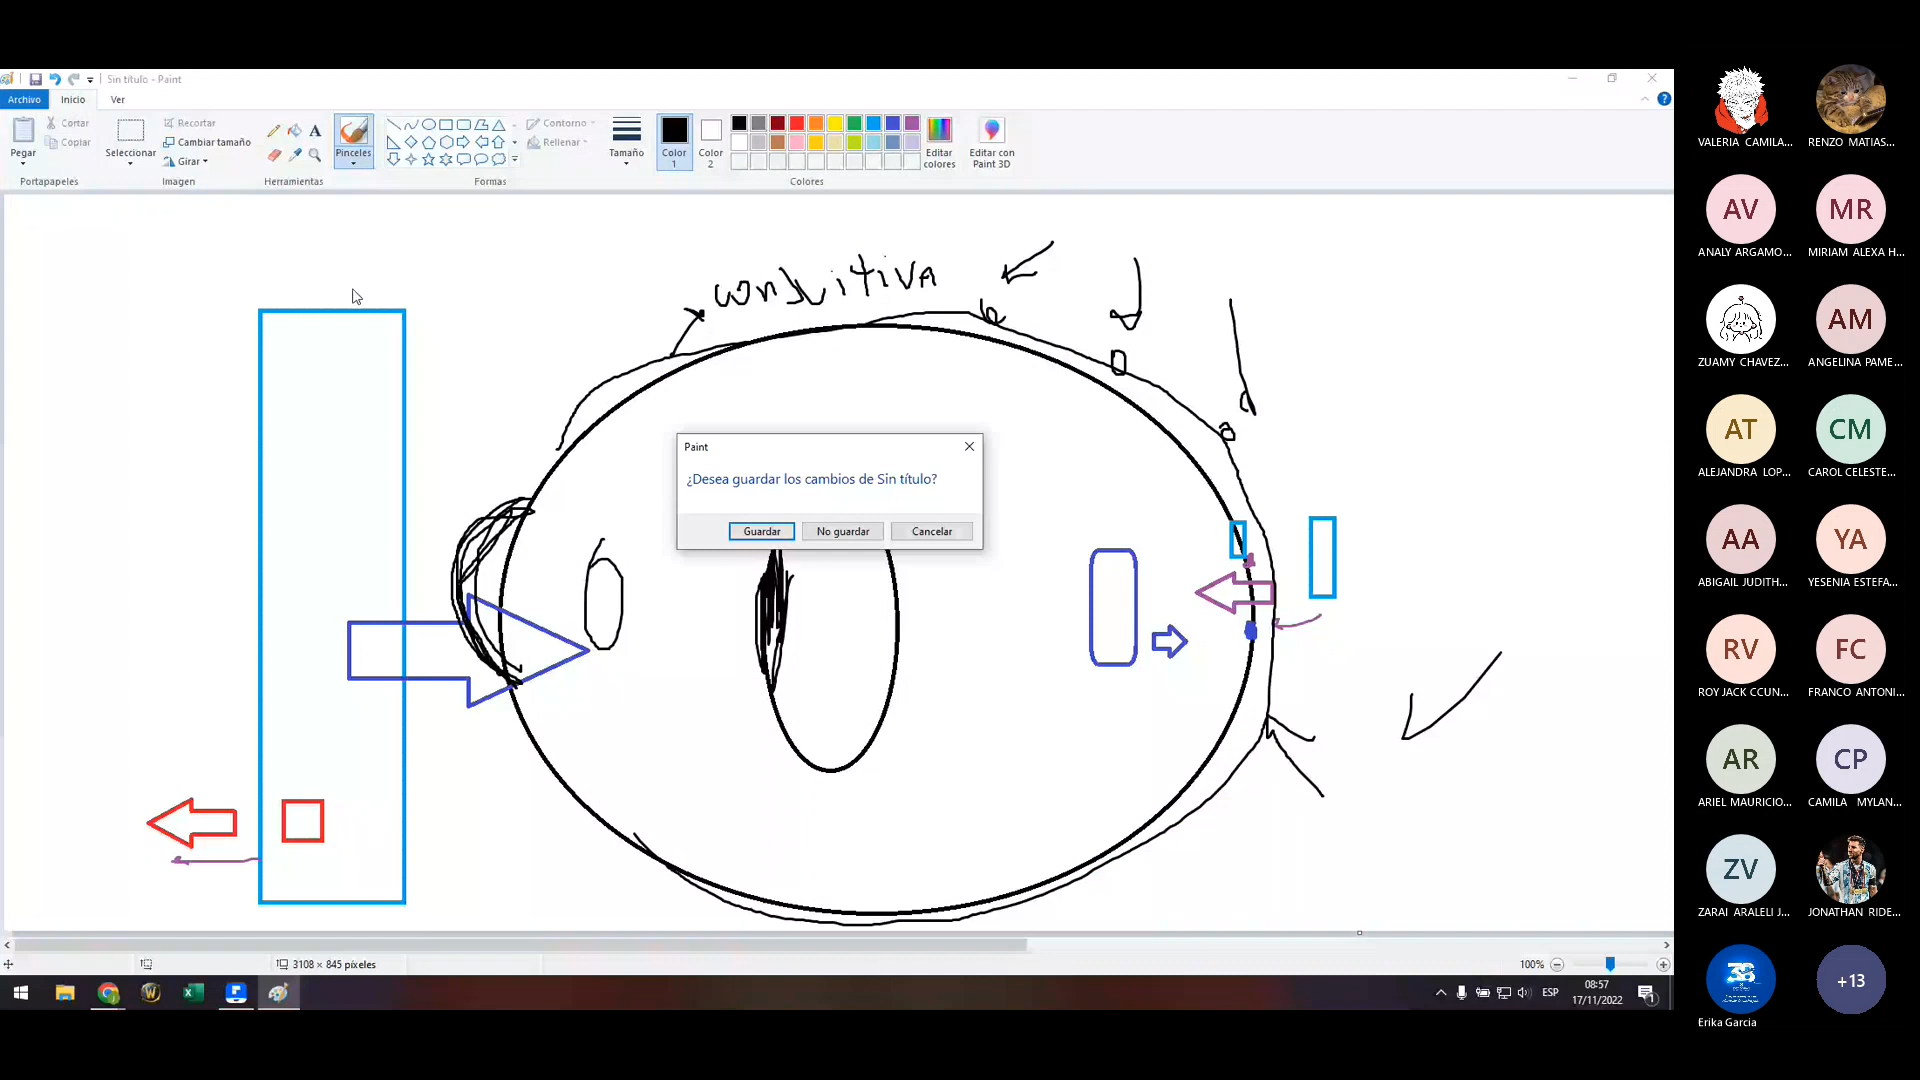 Sin título - Paint
Archivo Inicio Ver
Pegar
Cortar
Copiar
Portapapeles
Seleccionar
Recortar
Cambiar tamaño
Girar
Imagen
A
Herramientas
Pinceles
Contorno
Rellenar
Formas
Tamaño
Color 1
Color 2
Editar colores
Editar con Paint 3D
Colores
Paint
¿Desea guardar los cambios de Sin título?
Guardar No guardar Cancelar
3108 × 845 píxeles
100%
ESP
08:57
17/11/2022
1
VALERIA CAMILA...
RENZO MATIAS...
AV
ANALY ARGAMO...
MR
MIRIAM ALEXA H...
ZUAMY CHAVEZ...
AM
ANGELINA PAME...
AT
ALEJANDRA LOP...
CM
CAROL CELESTE...
AA
ABIGAIL JUDITH...
YA
YESENIA ESTEFA...
RV
ROY JACK CCUN...
FC
FRANCO ANTONI...
AR
ARIEL MAURICIO...
CP
CAMILA MYLAN...
ZV
ZARAI ARALELI J...
JONATHAN RIDE...
Erika Garcia
+13